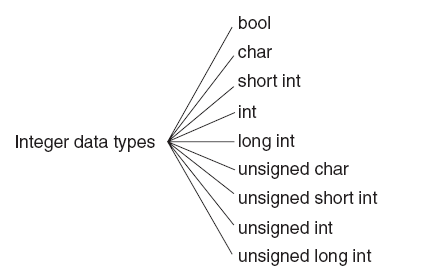 Integer data types
bool
char
short int
int
long int
unsigned char
unsigned short int
unsigned int
unsigned long int